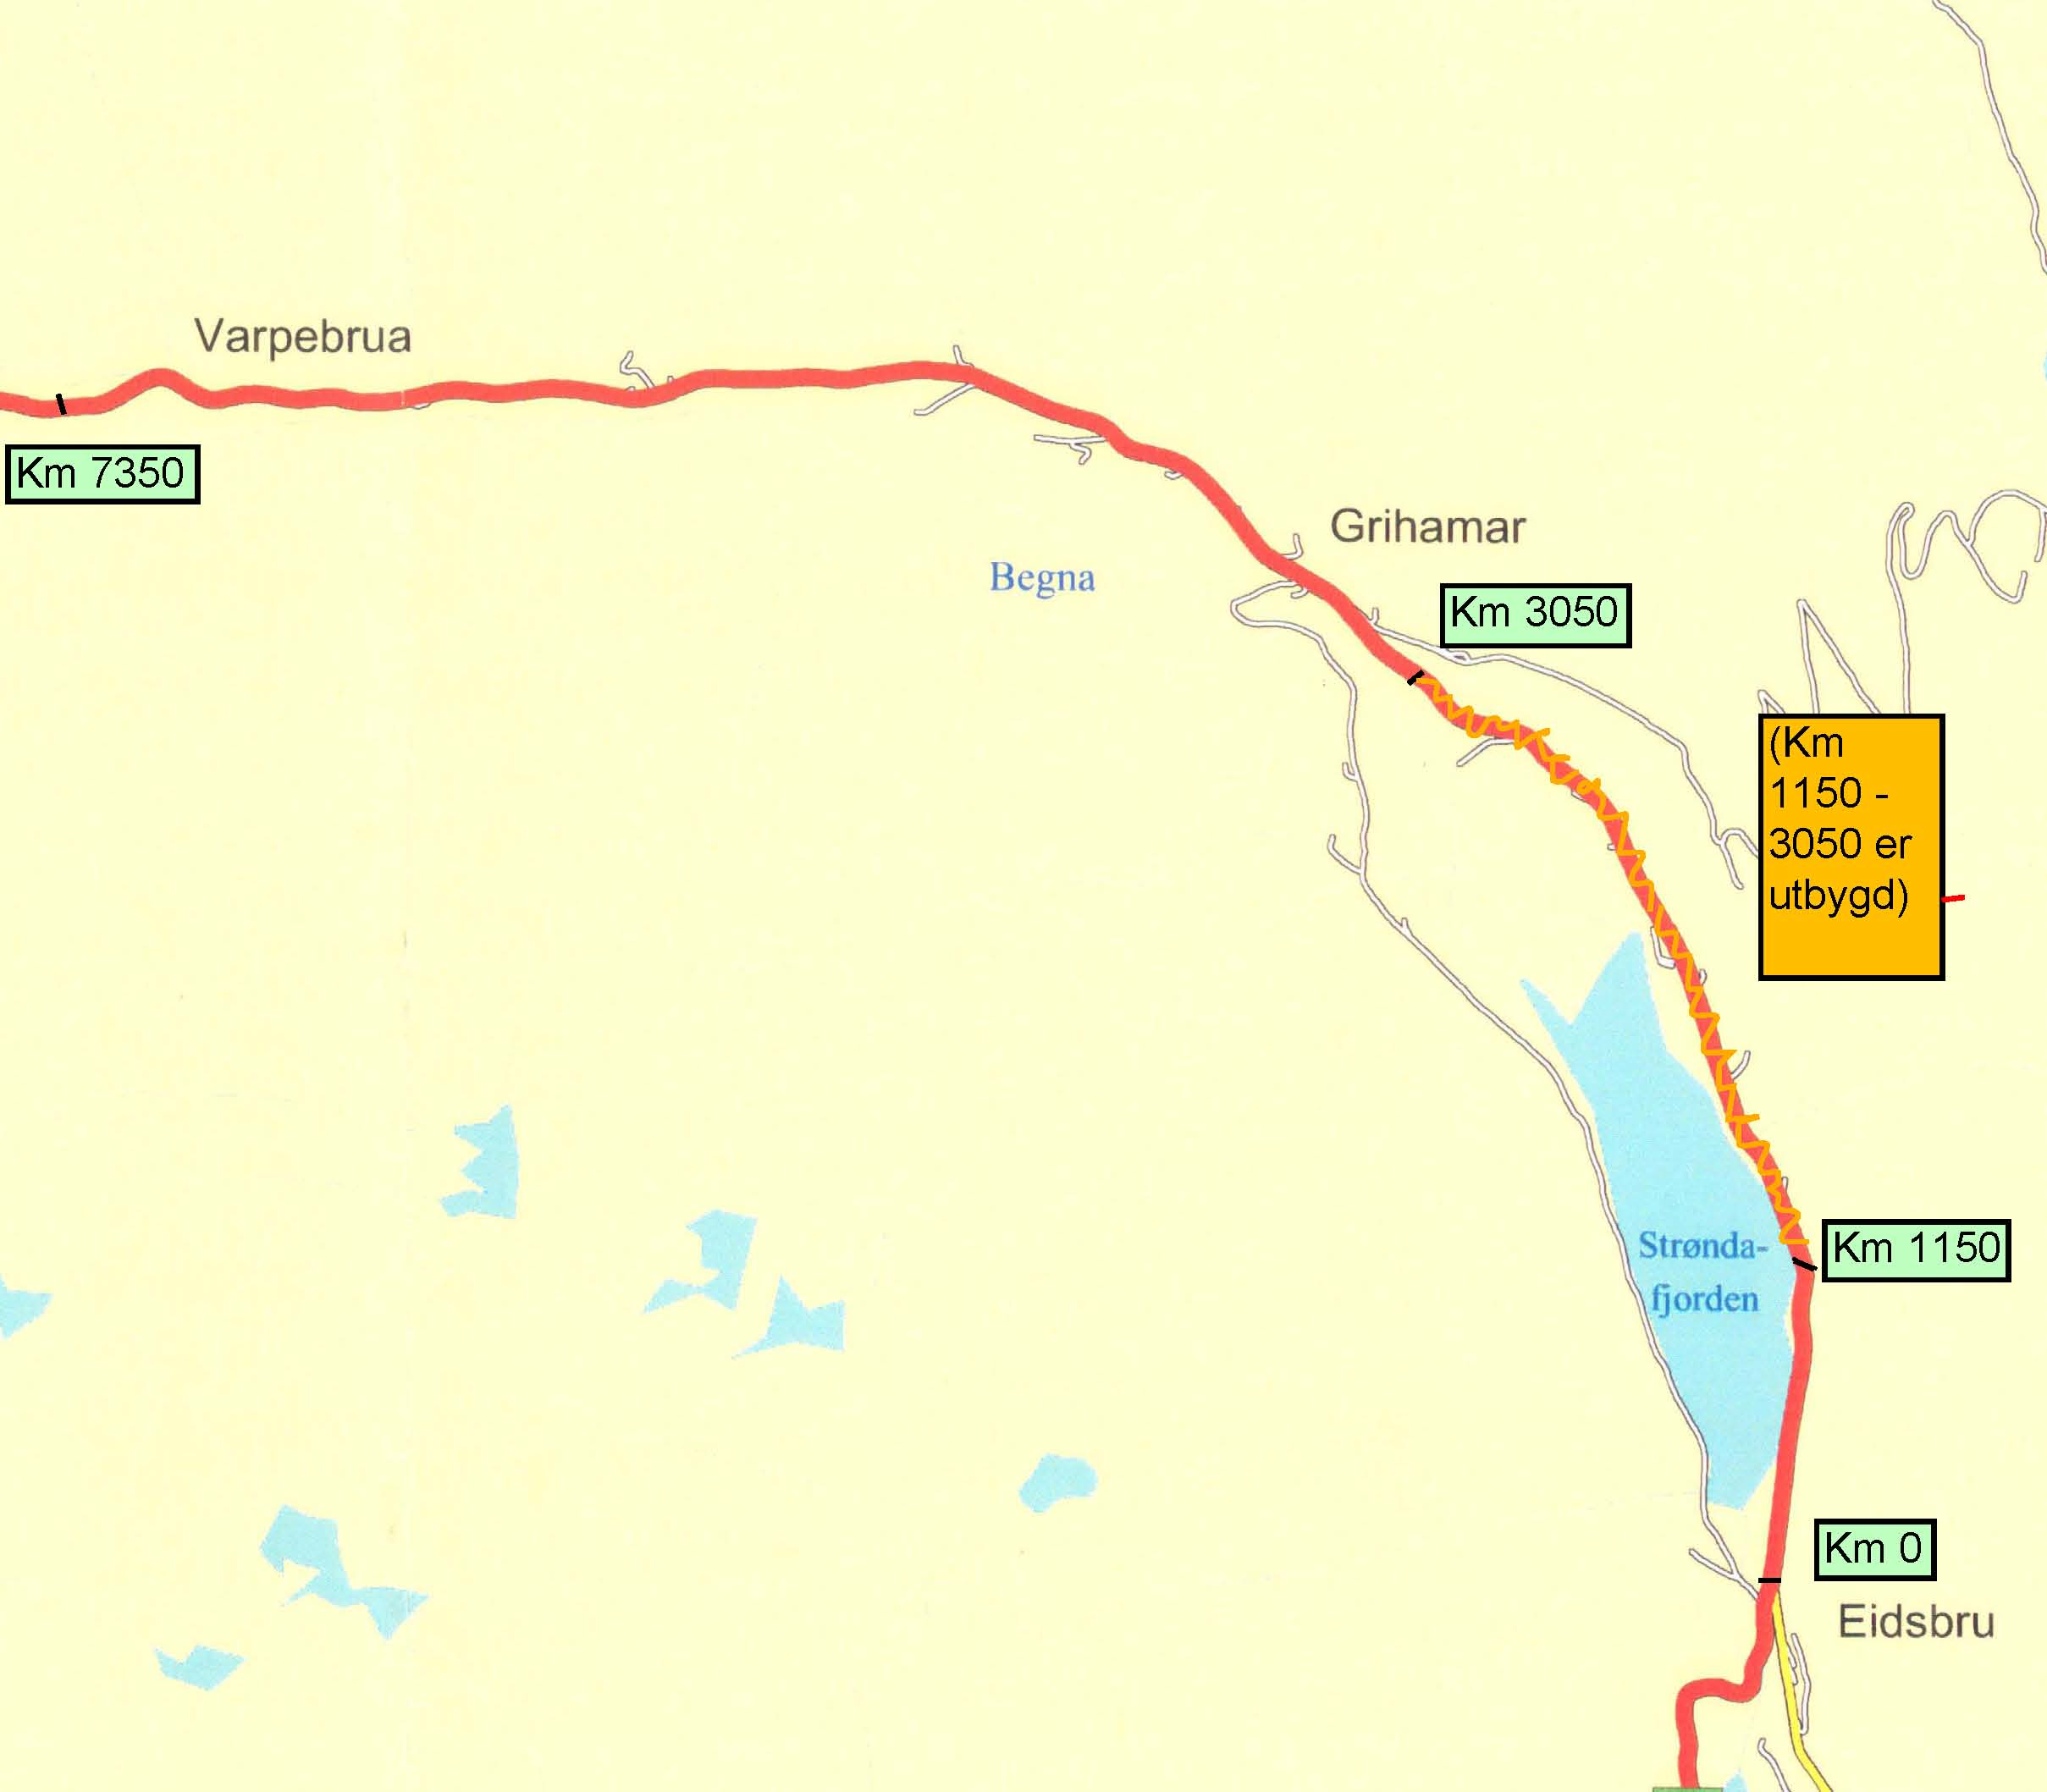 Varpebrua
Km 7350
Grihamar
Begna
Km 3050
(Km
1150 -
3050 er
utbygd)
Strønda-
fjorden
Km 1150
Km 0
Eidsbru